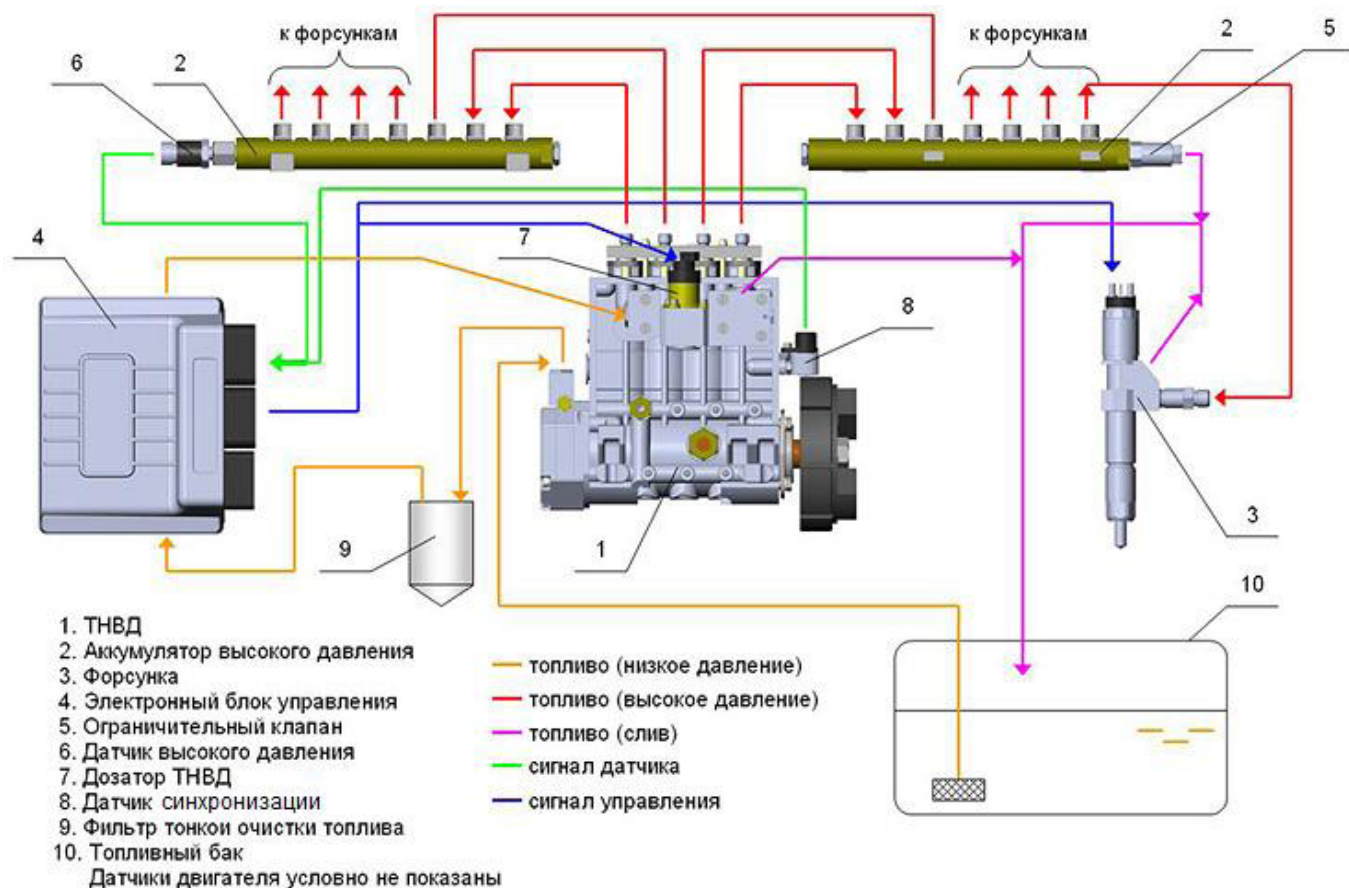 к форсункам
к форсункам
6
2
2
5
4
7
8
9
1
3
10
1. ТНВД
2. Аккумулятор высокого давления
3. Форсунка
4. Электронный блок управления
5. Ограничительный клапан
6. Датчик высокого давления
7. Дозатор ТНВД
8. Датчик синхронизации
9. Фильтр тонкои очистки топлива
10. Топливный бак
Датчики двигателя условно не показаны
топливо (низкое давление)
топливо (высокое давление)
топливо (слив)
сигнал датчика
сигнал управления